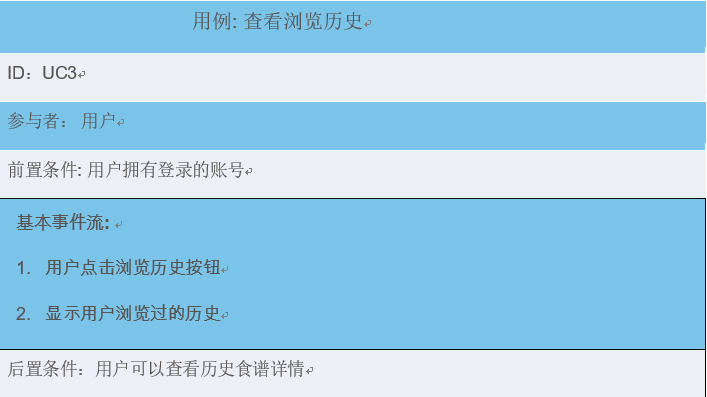 用例: 查看浏览历史
ID：UC3
参与者： 用户
前置条件: 用户拥有登录的账号
基本事件流:
1. 用户点击浏览历史按钮
2. 显示用户浏览过的历史
后置条件：用户可以查看历史食谱详情